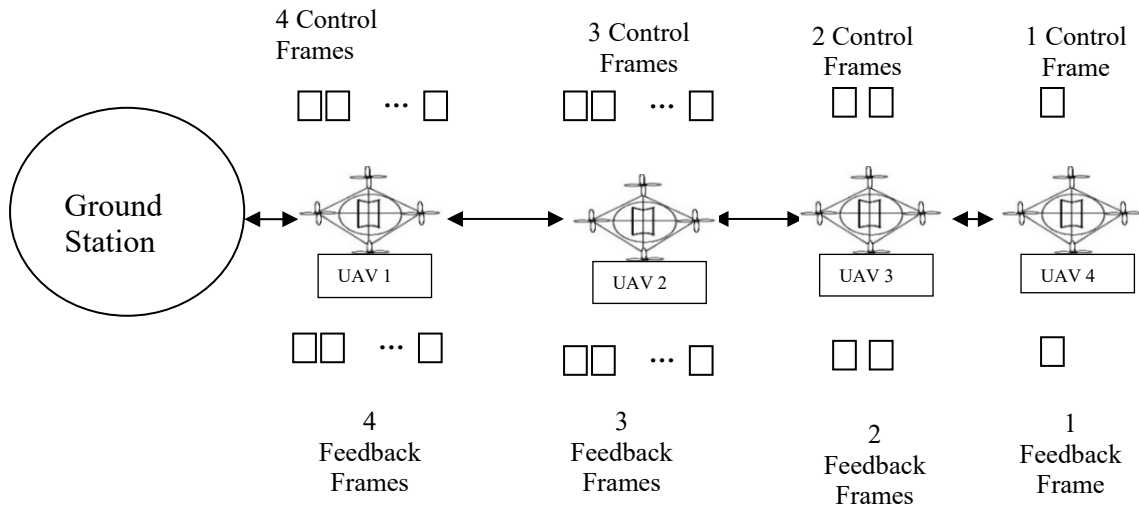 4 Control
Frames
3 Control
Frames
2 Control
Frames
1 Control
Frame
...
...
Ground
Station
UAV 1
UAV 2
UAV 3
UAV 4
...
...
4
Feedback
Frames
3
Feedback
Frames
2
Feedback
Frames
1
Feedback
Frame